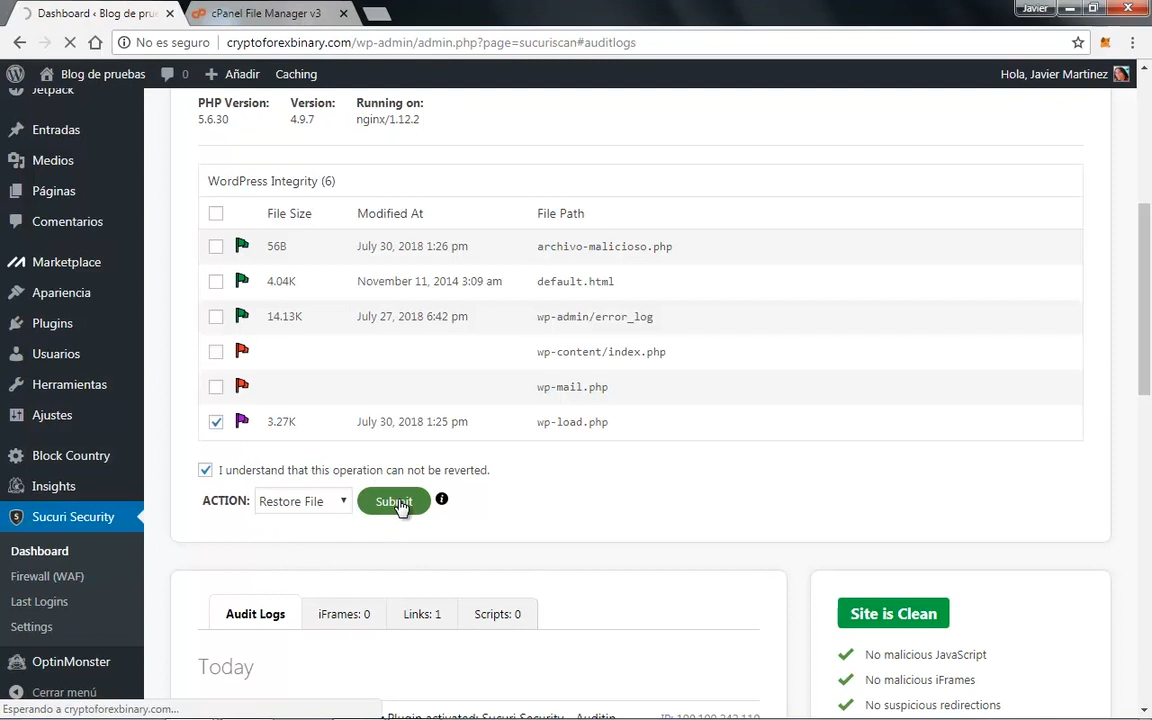 Dashboard ‹ Blog de prue
cPanel File Manager v3
Javier
No es seguro
cryptoforexbinary.com/wp-admin/admin.php?page=sucuriscan#auditlogs
Blog de pruebas
0
Añadir
Caching
Hola, Javier Martinez
Jetpack
Entradas
Medios
Páginas
Comentarios
Marketplace
Apariencia
Plugins
Usuarios
Herramientas
Ajustes
Block Country
Insights
Sucuri Security
Dashboard
Firewall (WAF)
Last Logins
Settings
OptinMonster
Cerrar menú
Esperando a cryptoforexbinary.com...
PHP Version: Version: Running on:
5.6.30 4.9.7 nginx/1.12.2
WordPress Integrity (6)
File Size Modified At File Path
56B July 30, 2018 1:26 pm archivo-malicioso.php
4.04K November 11, 2014 3:09 am default.html
14.13K July 27, 2018 6:42 pm wp-admin/error_log
wp-content/index.php
wp-mail.php
3.27K July 30, 2018 1:25 pm wp-load.php
I understand that this operation can not be reverted.
ACTION: Restore File Submit
Audit Logs iFrames: 0 Links: 1 Scripts: 0
Today
Plugin activated: Sucuri Security - Auditin
Site is Clean
No malicious JavaScript
No malicious iFrames
No suspicious redirections